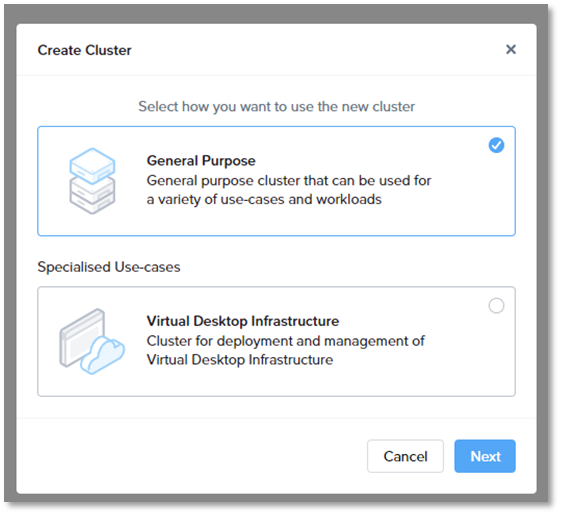 Create Cluster
Select how you want to use the new cluster
General Purpose
General purpose cluster that can be used for
a variety of use-cases and workloads
Specialised Use-cases
Virtual Desktop Infrastructure
Cluster for deployment and management of
Virtual Desktop Infrastructure
Cancel
Next